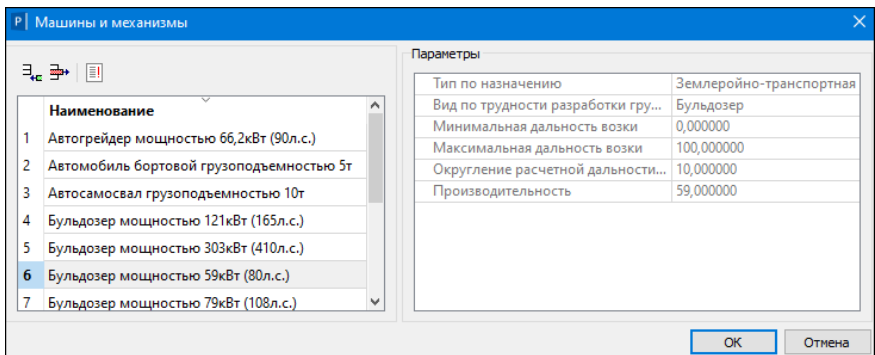 P Машины и механизмы
Наименование
1 Автогрейдер мощностью 66,2кВт (90л.с.)
2 Автомобиль бортовой грузоподъемностью 5т
3 Автосамосвал грузоподъемностью 10т
4 Бульдозер мощностью 121кВт (165л.с.)
5 Бульдозер мощностью 303кВт (410л.с.)
6 Бульдозер мощностью 59кВт (80л.с.)
7 Бульдозер мощностью 79кВт (108л.с.)
Параметры
Тип по назначению Землеройно-транспортная
Вид по трудности разработки гру... Бульдозер
Минимальная дальность возки 0,000000
Максимальная дальность возки 100,000000
Округление расчетной дальности... 10,000000
Производительность 59,000000
OK Отмена